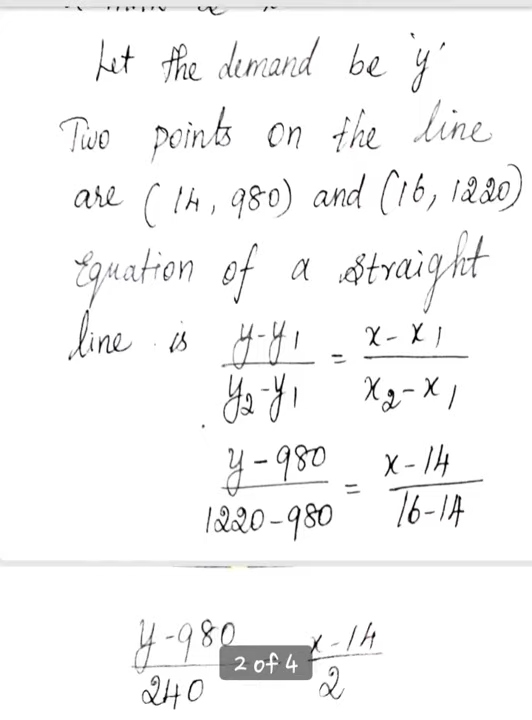 Let the demand be 'y'
Two points on the line
are (14, 980) and (16, 1220)
Equation of a straight
line is y-y1/y2-y1 = x-x1/x2-x1
y-980/1220-980 = x-14/16-14
y-980/240 x-14/2
2 of 4